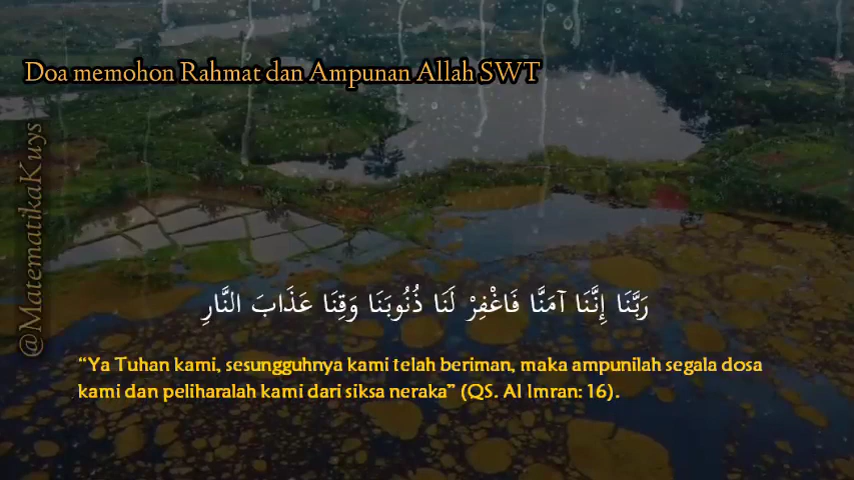 Doa memohon Rahmat dan Ampunan Allah SWT
@MatematikaKuys
رَبَّنَا إِنَّنَا آمَنَّا فَاغْفِرْ لَنَا ذُنُوبَنَا وَقِنَا عَذَابَ النَّارِ
“Ya Tuhan kami, sesungguhnya kami telah beriman, maka ampunilah segala dosa
kami dan peliharalah kami dari siksa neraka” (QS. Al Imran: 16).